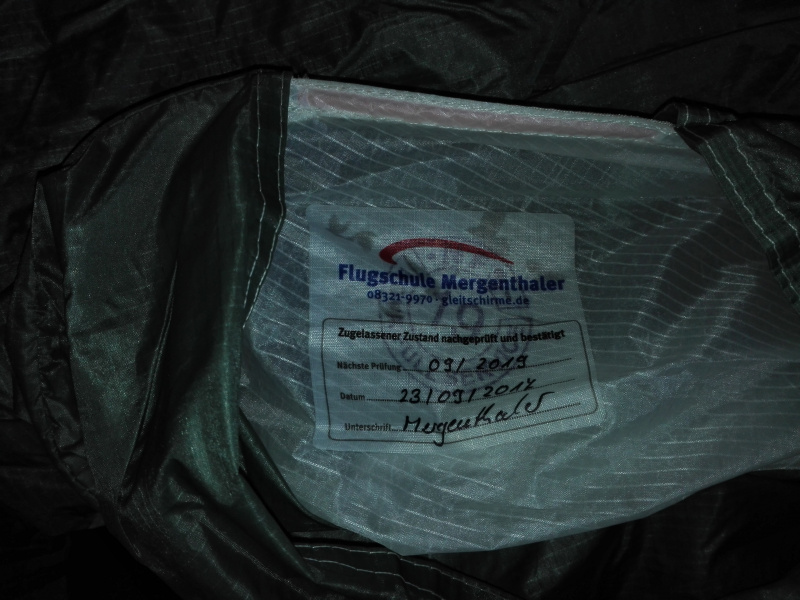 Flugschule Mergenthaler
08321-9970 · gleitschirme.de
Zugelassener Zustand nachgeprüft und bestätigt
Nächste Prüfung 09/2019
Datum 23/09/2017
Unterschrift Mergenthaler